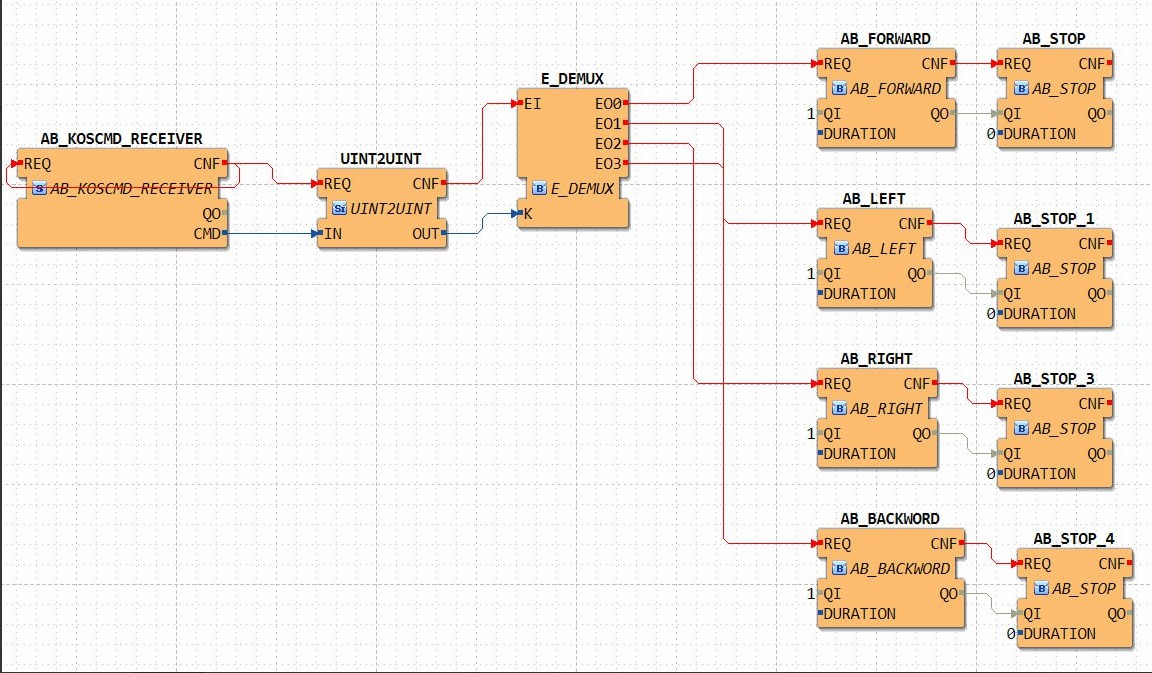 AB_KOSCMD_RECEIVER
REQ CNF
S AB_KOSCMD_RECEIVER
QO
CMD
UINT2UINT
REQ CNF
Si UINT2UINT
IN OUT
E_DEMUX
EI EO0
EO1
EO2
EO3
B E_DEMUX
K
AB_FORWARD
REQ CNF
B AB_FORWARD
1 QI QO
DURATION
AB_STOP
REQ CNF
B AB_STOP
QI QO
0 DURATION
AB_LEFT
REQ CNF
B AB_LEFT
1 QI QO
DURATION
AB_STOP_1
REQ CNF
B AB_STOP
QI QO
0 DURATION
AB_RIGHT
REQ CNF
B AB_RIGHT
1 QI QO
DURATION
AB_STOP_3
REQ CNF
B AB_STOP
QI QO
0 DURATION
AB_BACKWORD
REQ CNF
B AB_BACKWORD
1 QI QO
DURATION
AB_STOP_4
REQ CNF
B AB_STOP
QI QO
0 DURATION